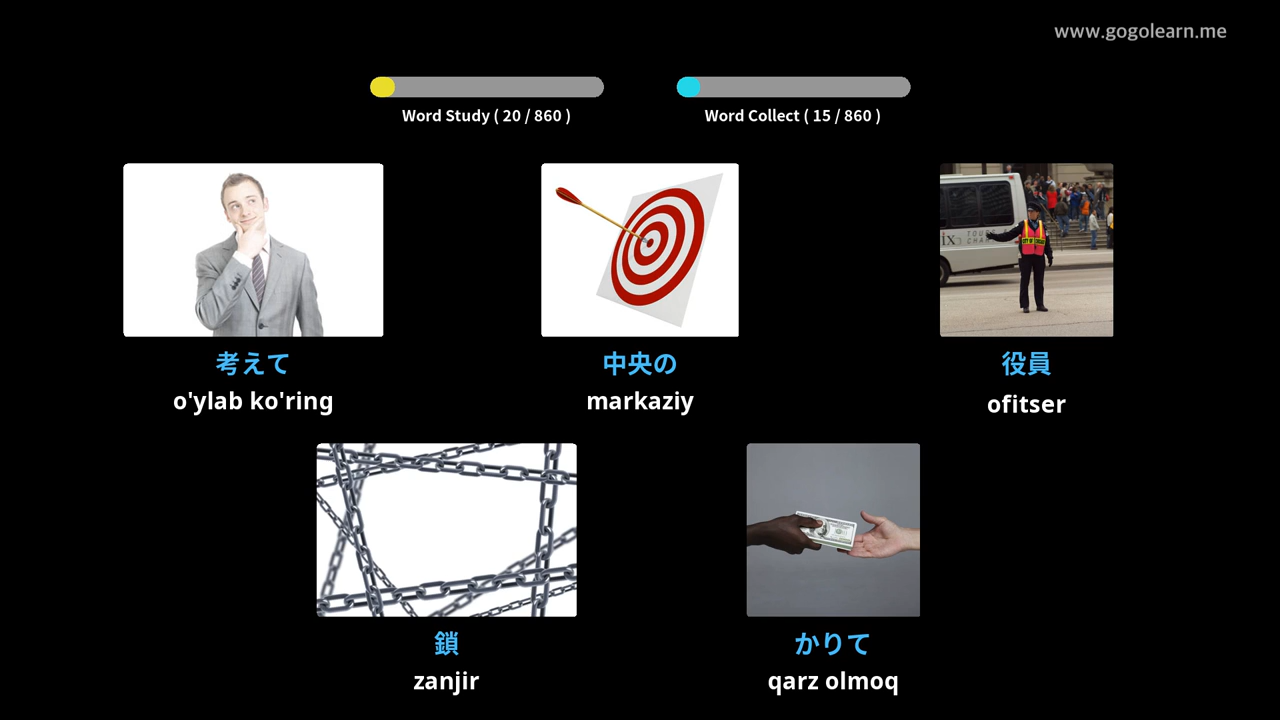 www.gogolearn.me
Word Study ( 20 / 860 )
Word Collect ( 15 / 860 )
考えて
o'ylab ko'ring
中央の
markaziy
役員
ofitser
鎖
zanjir
かりて
qarz olmoq